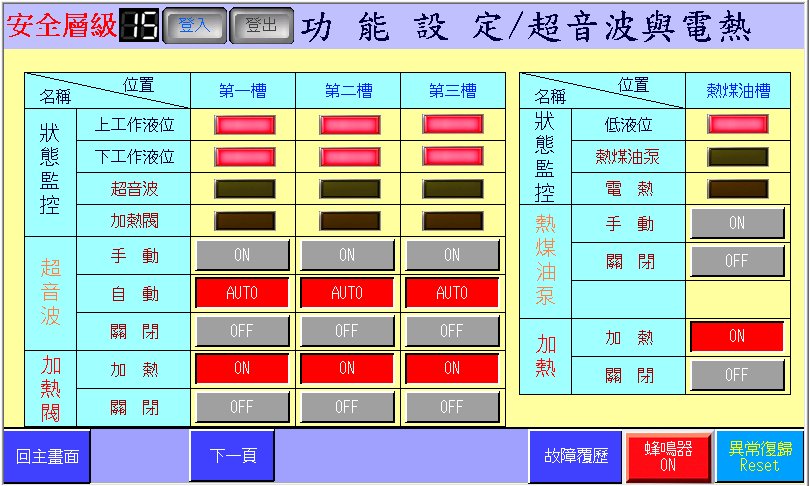 安全層級 15 登入 登出 功 能 設 定/超音波與電熱
位置 第一槽 第二槽 第三槽
名稱
狀態監控
上工作液位
下工作液位
超音波
加熱閥
超音波
手 動 ON ON ON
自 動 AUTO AUTO AUTO
關 閉 OFF OFF OFF
加熱閥
加 熱 ON ON ON
關 閉 OFF OFF OFF
位置 熱煤油槽
名稱
狀態監控
低液位
熱煤油泵
電 熱
熱煤油泵
手 動 ON
關 閉 OFF
加熱
加 熱 ON
關 閉 OFF
回主畫面 下一頁 故障履歷
蜂鳴器
ON
異常復歸
Reset